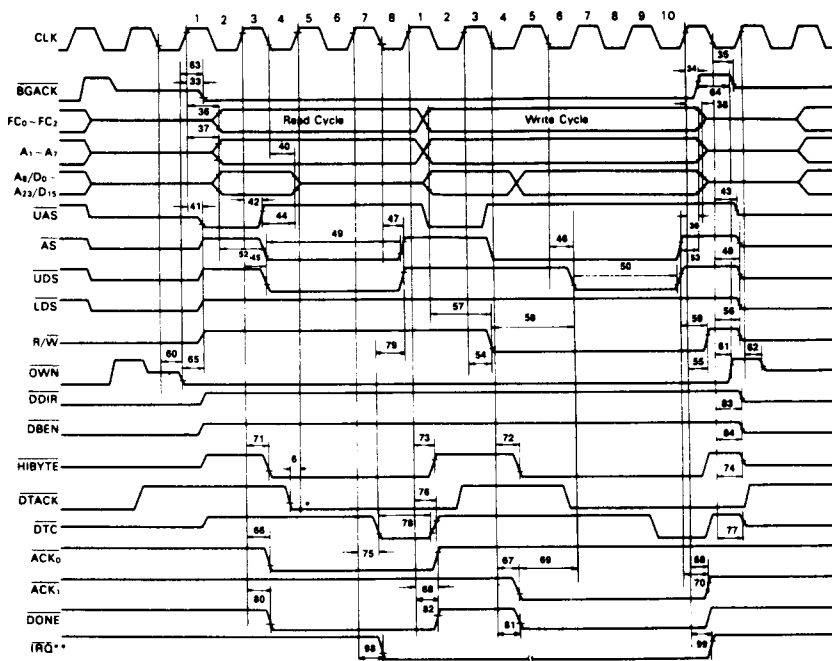 1 2 3 4 5 6 7 8 1 2 3 4 5 6 7 8 9 10
CLK
63 35
33 34
BGACK 64
36 38
FC0~FC2 Read Cycle Write Cycle
37
A1~A7 40
A8/D0~
A23/D15
41 42 43
UAS 44 47 39
AS 49 46 53 48
52 45
UDS 50
LDS 57 58 56
R/W 79 59
60 65 54 55 61 62
OWN
DDIR 83
DBEN 84
71 6 73 72
HIBYTE 74
DTACK * 76
DTC 78 77
66 75
ACK0 67 69 68
ACK1 68 70
80 82
DONE 81
IRQ** 98 99